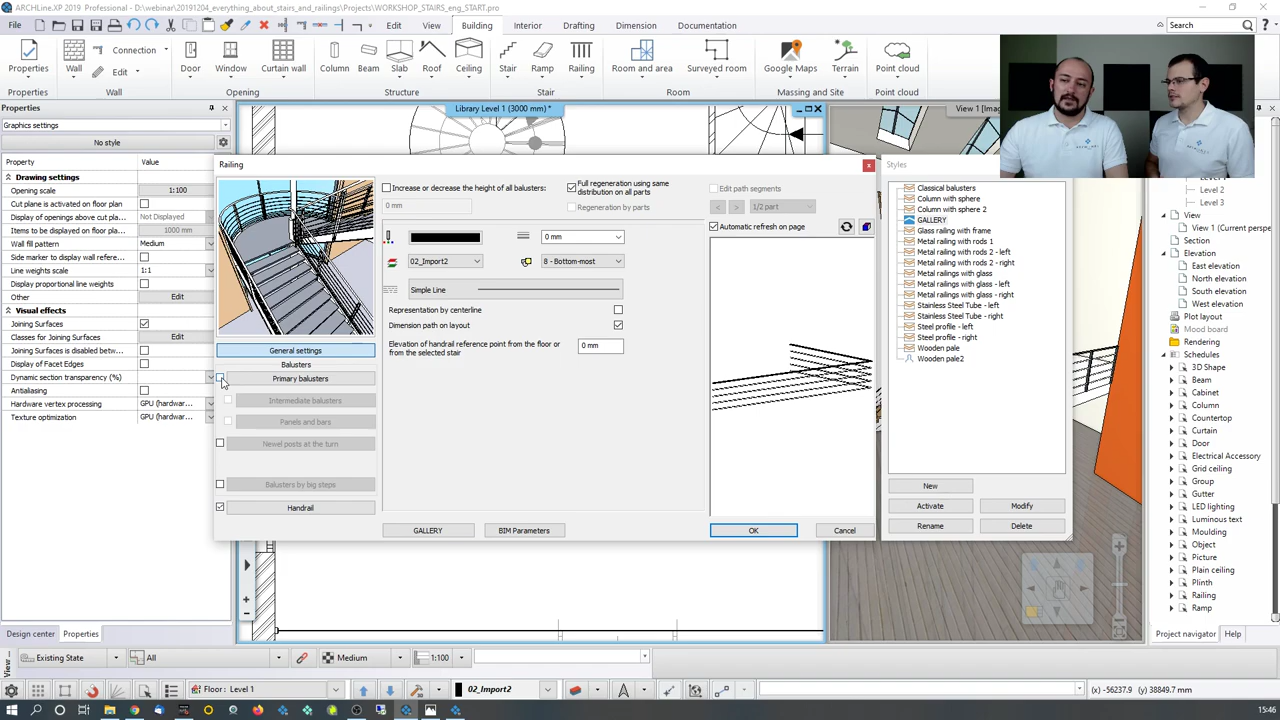 ARCHLine.XP 2019 Professional - D:\webinar\20191204_everything_about_stairs_and_railings\Projects\WORKSHOP_STAIRS_eng_START.pro
File Edit View Building Interior Drafting Dimension Documentation Search
Properties Wall Connection Edit Door Window Curtain wall Column Beam Slab Roof Ceiling Stair Ramp Railing Room and area Surveyed room Google Maps Terrain Point cloud
Properties Wall Opening Structure Stair Room Massing and Site Point cloud
Properties
Graphics settings
No style
Property Value
Drawing settings
Opening scale 1:100
Cut plane is activated on floor plan
Display of openings above cut pla... Not Displayed
Items to be displayed on floor plan... 1000 mm
Wall fill pattern Medium
Side marker to display wall refere...
Line weights scale 1:1
Display proportional line weights
Other Edit
Visual effects
Joining Surfaces
Classes for Joining Surfaces Edit
Joining Surfaces is disabled betw...
Display of Facet Edges
Dynamic section transparency (%)
Antialiasing
Hardware vertex processing GPU (hardwar...
Texture optimization GPU (hardwar...
Design center Properties
Library Level 1 (3000 mm)*
View 1 [Imag
Railing
General settings
Balusters
Primary balusters
Intermediate balusters
Panels and bars
Newel posts at the turn
Balusters by big steps
Handrail
Increase or decrease the height of all balusters:
0 mm
Full regeneration using same
distribution on all parts
Regeneration by parts
0 mm
02_Import2 8 - Bottom-most
Simple Line
Representation by centerline
Dimension path on layout
Elevation of handrail reference point from the floor or
from the selected stair
0 mm
Edit path segments
< > 1/2 part
Automatic refresh on page
GALLERY BIM Parameters OK Cancel
Styles
Classical balusters
Column with sphere
Column with sphere 2
GALLERY
Glass railing with frame
Metal railing with rods 1
Metal railing with rods 2 - left
Metal railing with rods 2 - right
Metal railings with glass
Metal railings with glass - left
Metal railings with glass - right
Stainless Steel Tube - left
Stainless Steel Tube - right
Steel profile - left
Steel profile - right
Wooden pale
Wooden pale2
New
Activate Modify
Rename Delete
Level 2
Level 3
View
View 1 (Current perspe
Section
Elevation
East elevation
North elevation
South elevation
West elevation
Plot layout
Mood board
Rendering
Schedules
3D Shape
Beam
Cabinet
Column
Countertop
Curtain
Door
Electrical Accessory
Grid ceiling
Group
Gutter
LED lighting
Luminous text
Moulding
Object
Picture
Plain ceiling
Plinth
Railing
Ramp
Project navigator Help
View
Existing State All Medium 1:100
Floor : Level 1 02_Import2 X: -56237.9 Y: 38849.7 mm
15:46